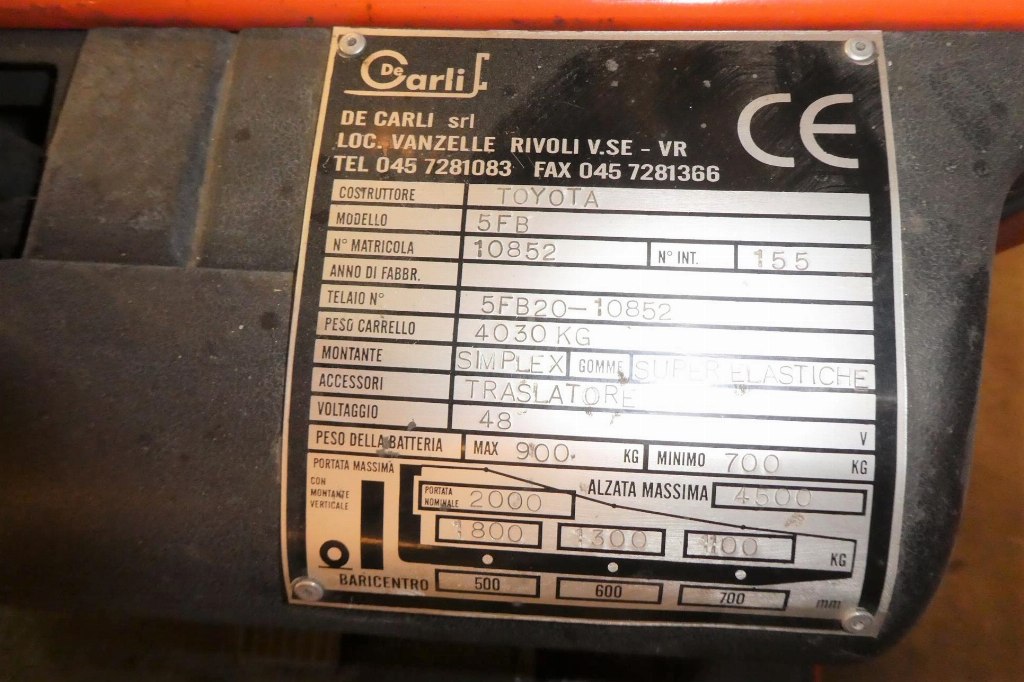 De Carli
DE CARLI srl
LOC. VANZELLE RIVOLI V.SE - VR
TEL 045 7281083 FAX 045 7281366
CE
COSTRUTTORE TOYOTA
MODELLO 5FB
N° MATRICOLA 10852 N° INT. 155
ANNO DI FABBR.
TELAIO N° 5FB20-10852
PESO CARRELLO 4030 KG
MONTANTE SIMPLEX GOMME SUPER ELASTICHE
ACCESSORI TRASLATORE
VOLTAGGIO 48 V
PESO DELLA BATTERIA MAX 900 KG MINIMO 700 KG
PORTATA MASSIMA
CON
MONTANTE
VERTICALE
PORTATA
NOMINALE 2000 ALZATA MASSIMA 4500
1800 1300 1100 KG
BARICENTRO 500 600 700 mm